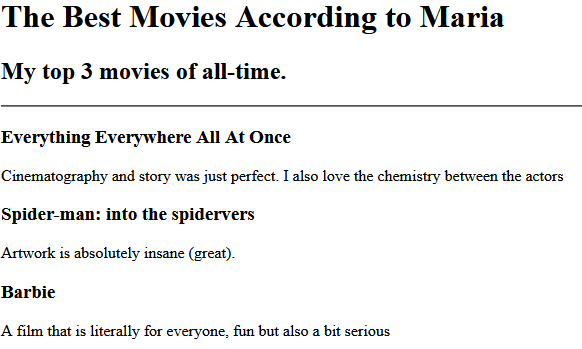 The Best Movies According to Maria
My top 3 movies of all-time.
Everything Everywhere All At Once
Cinematography and story was just perfect. I also love the chemistry between the actors
Spider-man: into the spidervers
Artwork is absolutely insane (great).
Barbie
A film that is literally for everyone, fun but also a bit serious